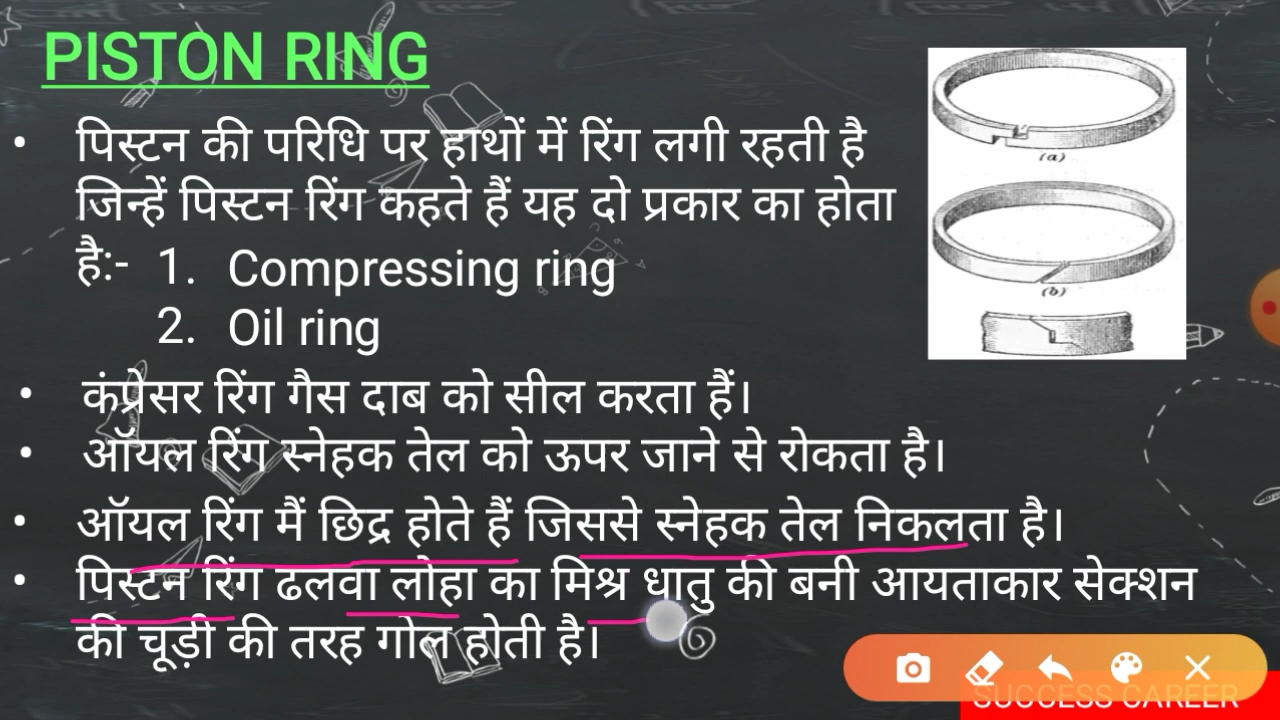 PISTON RING
• पिस्टन की परिधि पर हाथों में रिंग लगी रहती है
जिन्हें पिस्टन रिंग कहते हैं यह दो प्रकार का होता
है:- 1. Compressing ring
2. Oil ring
• कंप्रेसर रिंग गैस दाब को सील करता हैं।
• ऑयल रिंग स्नेहक तेल को ऊपर जाने से रोकता है।
• ऑयल रिंग मैं छिद्र होते हैं जिससे स्नेहक तेल निकलता है।
• पिस्टन रिंग ढलवा लोहा का मिश्र धातु की बनी आयताकार सेक्शन
की चूड़ी की तरह गोल होती है।
(a)
(b)
SUCCESS CAREER